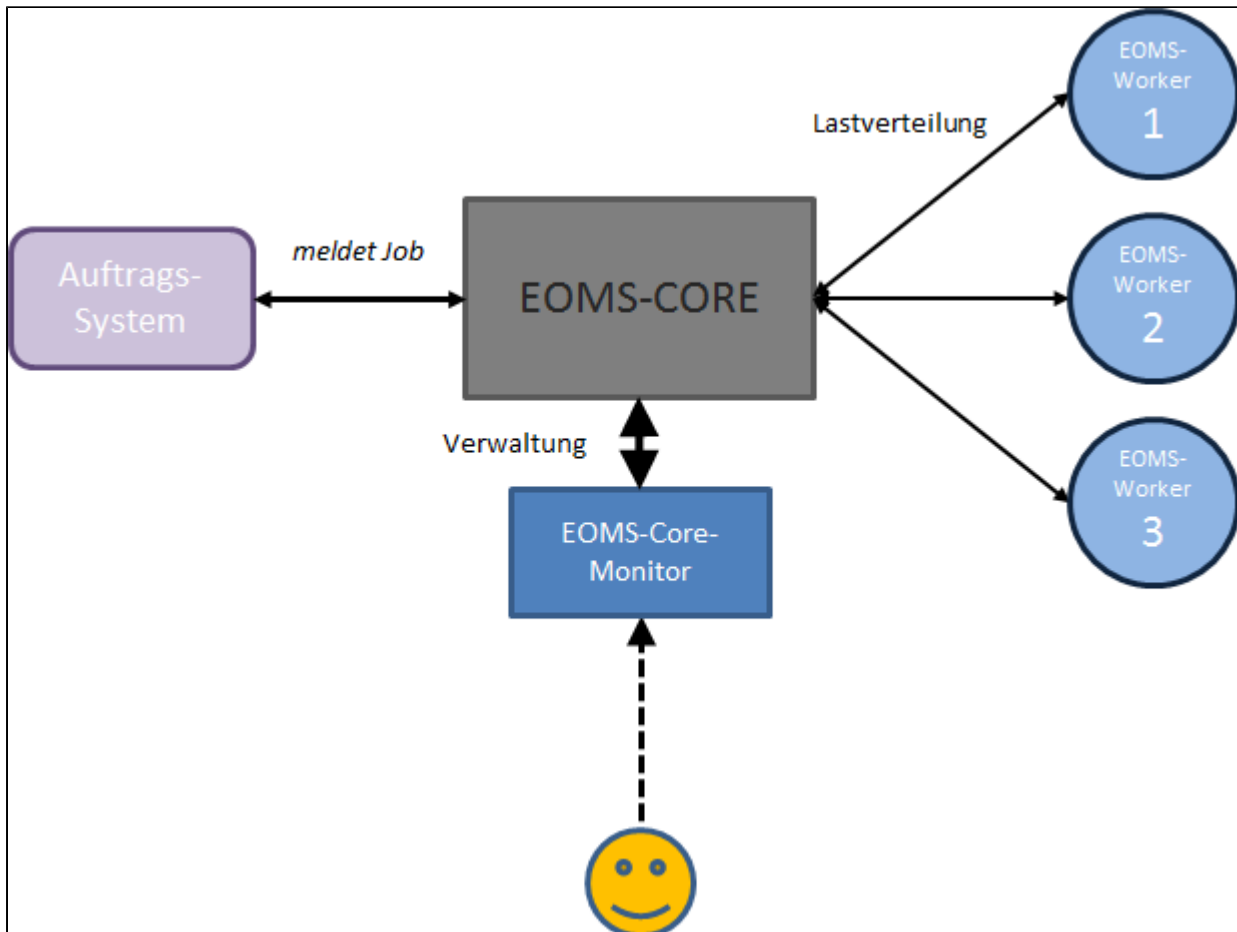 EOMS-
Worker
1
Lastverteilung
Auftrags-
System
meldet Job
EOMS-CORE
EOMS-
Worker
2
Verwaltung
EOMS-Core-
Monitor
EOMS-
Worker
3